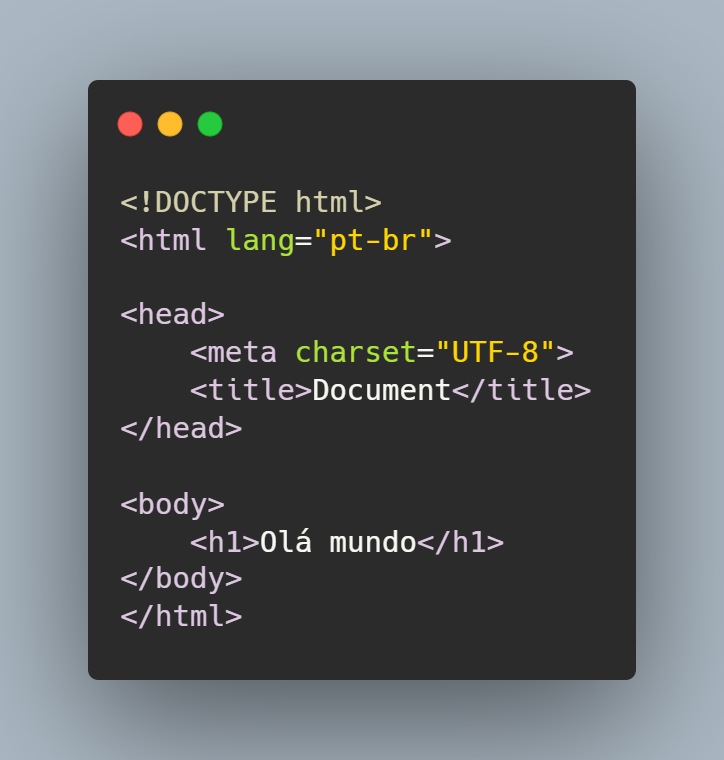 <!DOCTYPE html>
<html lang="pt-br">
<head>
<meta charset="UTF-8">
<title>Document</title>
</head>
<body>
<h1>Olá mundo</h1>
</body>
</html>